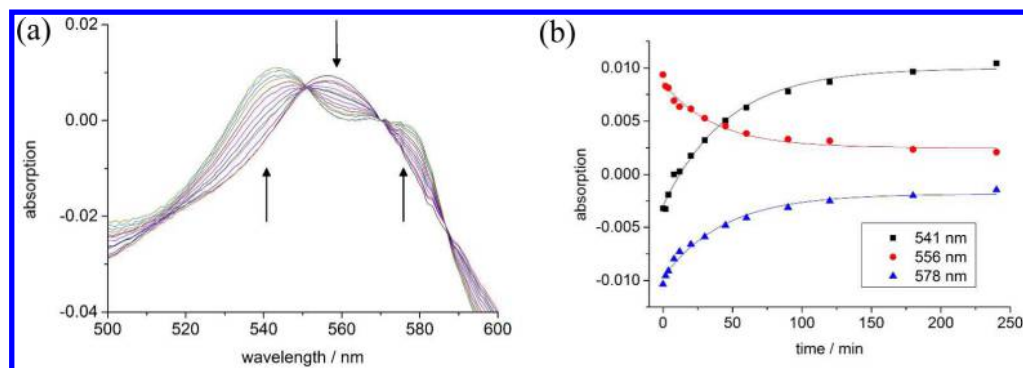 (a)
absorption
0.02
0.00
-0.02
-0.04
500 520 540 560 580 600
wavelength / nm
(b)
absorption
0.010
0.005
0.000
-0.005
-0.010
541 nm
556 nm
578 nm
0 50 100 150 200 250
time / min